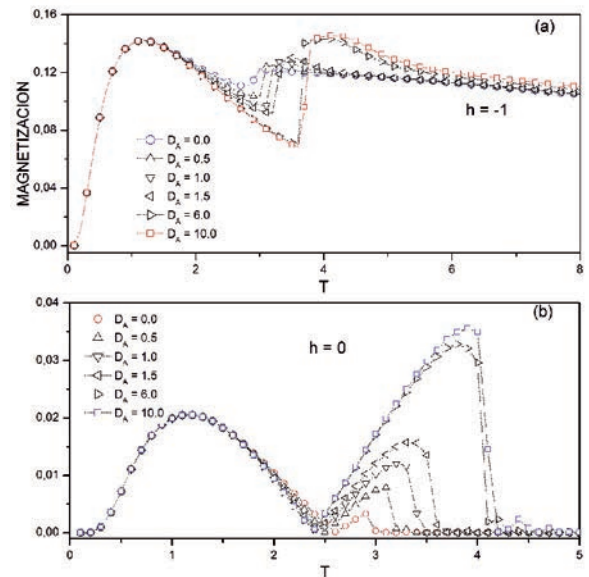 (a)
0,16
0,12
0,08
0,04
0,00
MAGNETIZACION
h = -1
D_A = 0.0
D_A = 0.5
D_A = 1.0
D_A = 1.5
D_A = 6.0
D_A = 10.0
0 2 4 6 8
T
(b)
0,04
0,03
0,02
0,01
0,00
h = 0
D_A = 0.0
D_A = 0.5
D_A = 1.0
D_A = 1.5
D_A = 6.0
D_A = 10.0
0 1 2 3 4 5
T